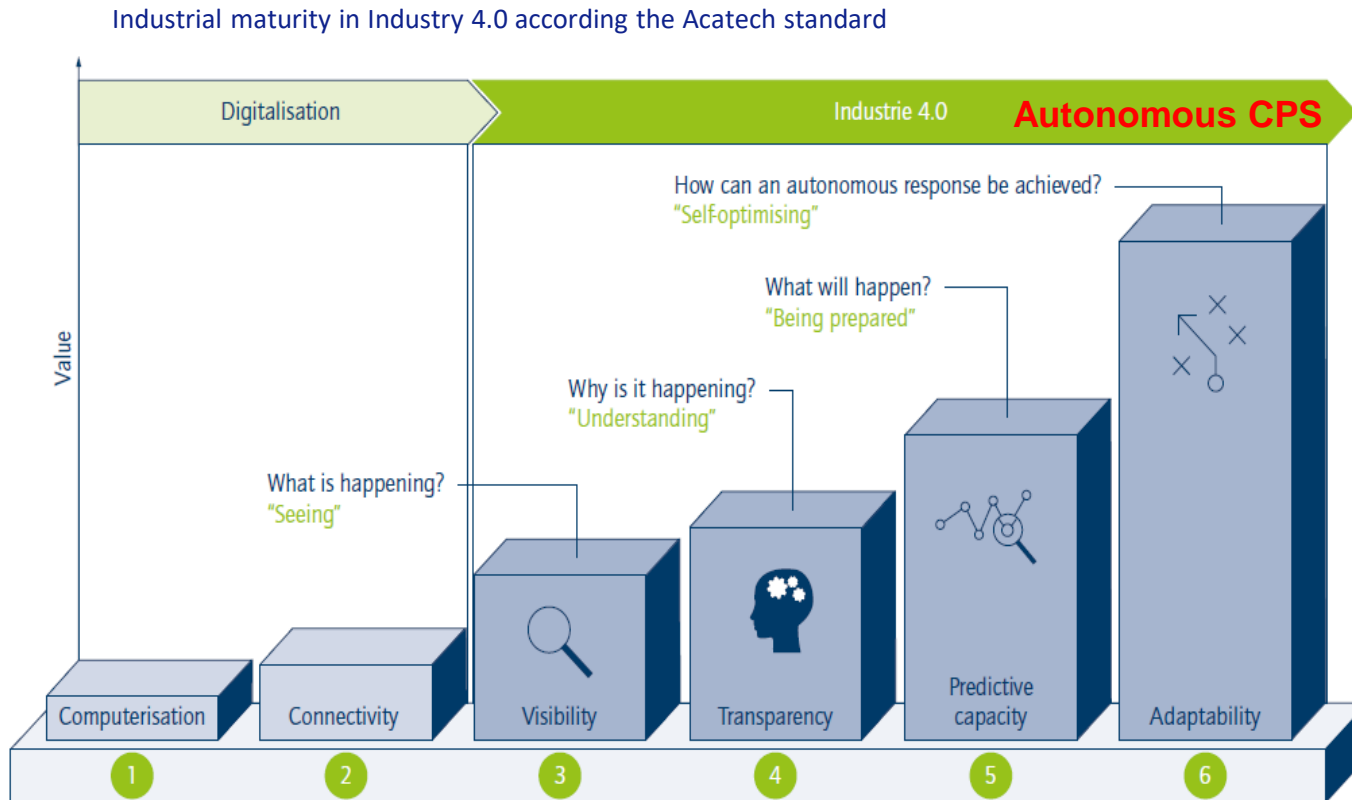 Industrial maturity in Industry 4.0 according the Acatech standard
Digitalisation
Industrie 4.0
Autonomous CPS
How can an autonomous response be achieved?
"Self-optimising"
What will happen?
"Being prepared"
Why is it happening?
"Understanding"
What is happening?
"Seeing"
Value
Computerisation
Connectivity
Visibility
Transparency
Predictive
capacity
Adaptability
1
2
3
4
5
6